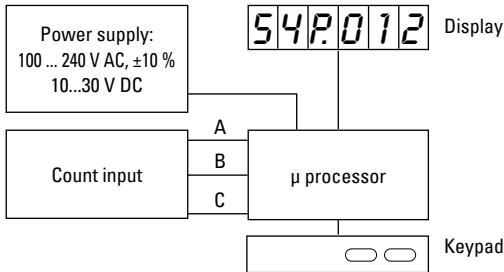 Power supply:
100 ... 240 V AC, ±10 %
10...30 V DC
54P.012
Display
Count input
A
B
C
µ processor
Keypad